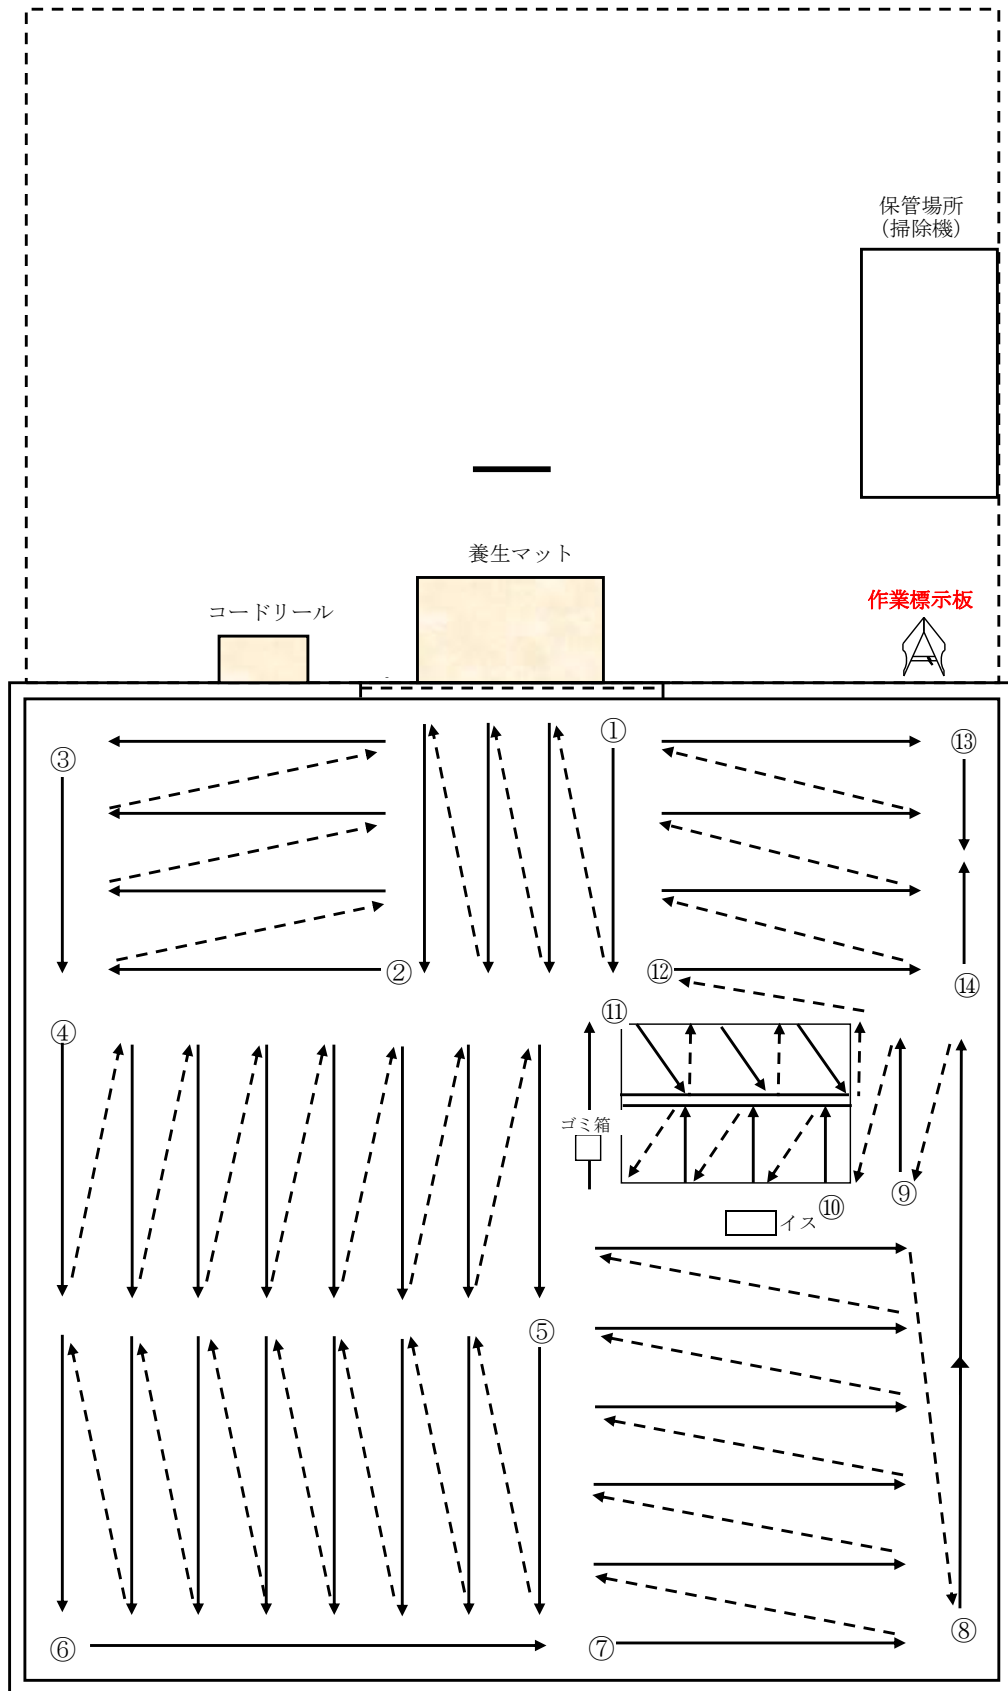 保管場所
（掃除機）
養生マット
作業標示板
コードリール
①
③
⑬
②
⑫
⑭
⑪
④
ゴミ箱
⑨
⑩
イス
⑤
⑧
⑥
⑦